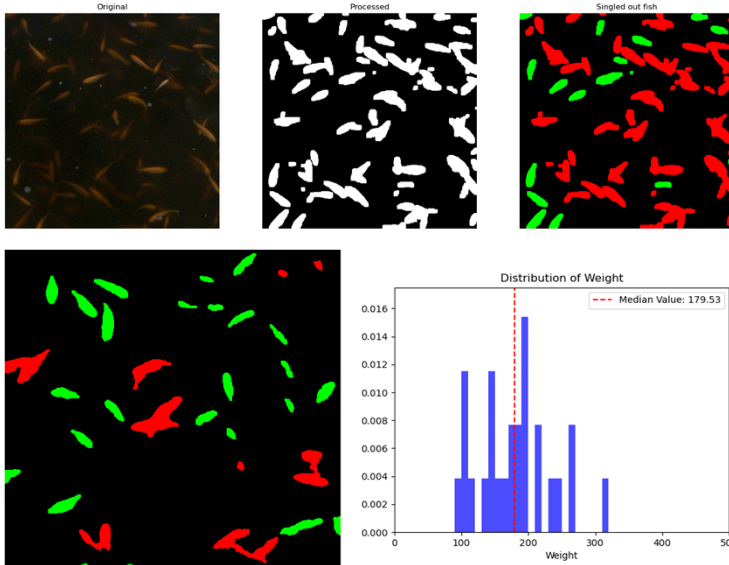 Original
Processed
Singled out fish
Distribution of Weight
Median Value: 179.53
0.016
0.014
0.012
0.010
0.008
0.006
0.004
0.002
0.000
0
100
200
300
400
500
Weight